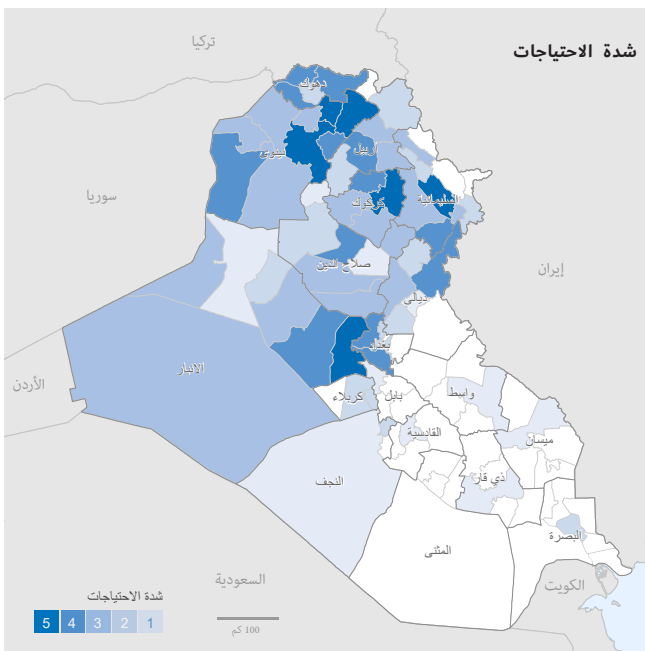 شدة الاحتياجات
تركيا
دهوك
نينوى
اربيل
سوريا
السليمانية
كركوك
إيران
صلاح الدين
ديالى
بغداد
الأردن
الانبار
كربلاء
بابل
واسط
القادسية
ميسان
النجف
ذي قار
المثنى
البصرة
السعودية
الكويت
شدة الاحتياجات
5 4 3 2 1
100 كم